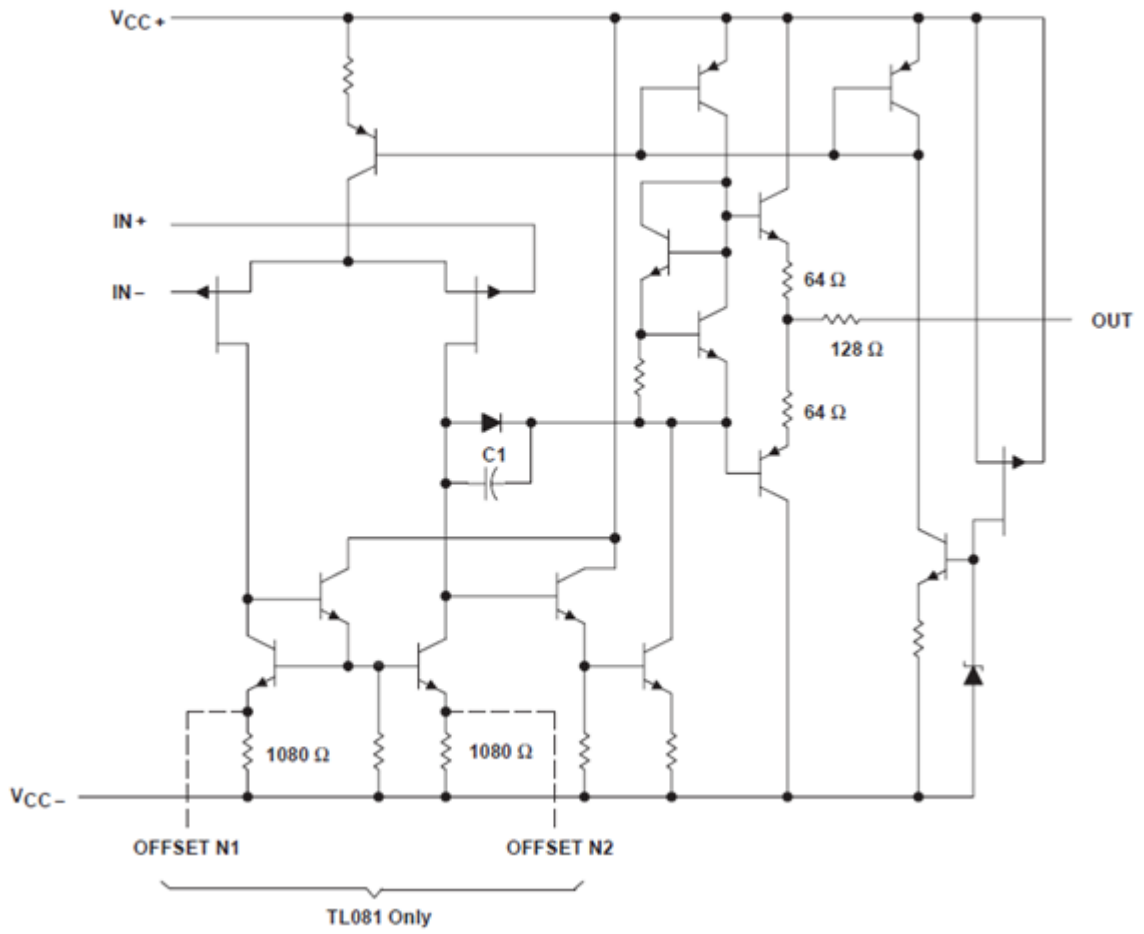 VCC+
IN+
IN−
64 Ω
OUT
128 Ω
64 Ω
C1
1080 Ω
1080 Ω
VCC−
OFFSET N1
OFFSET N2
TL081 Only